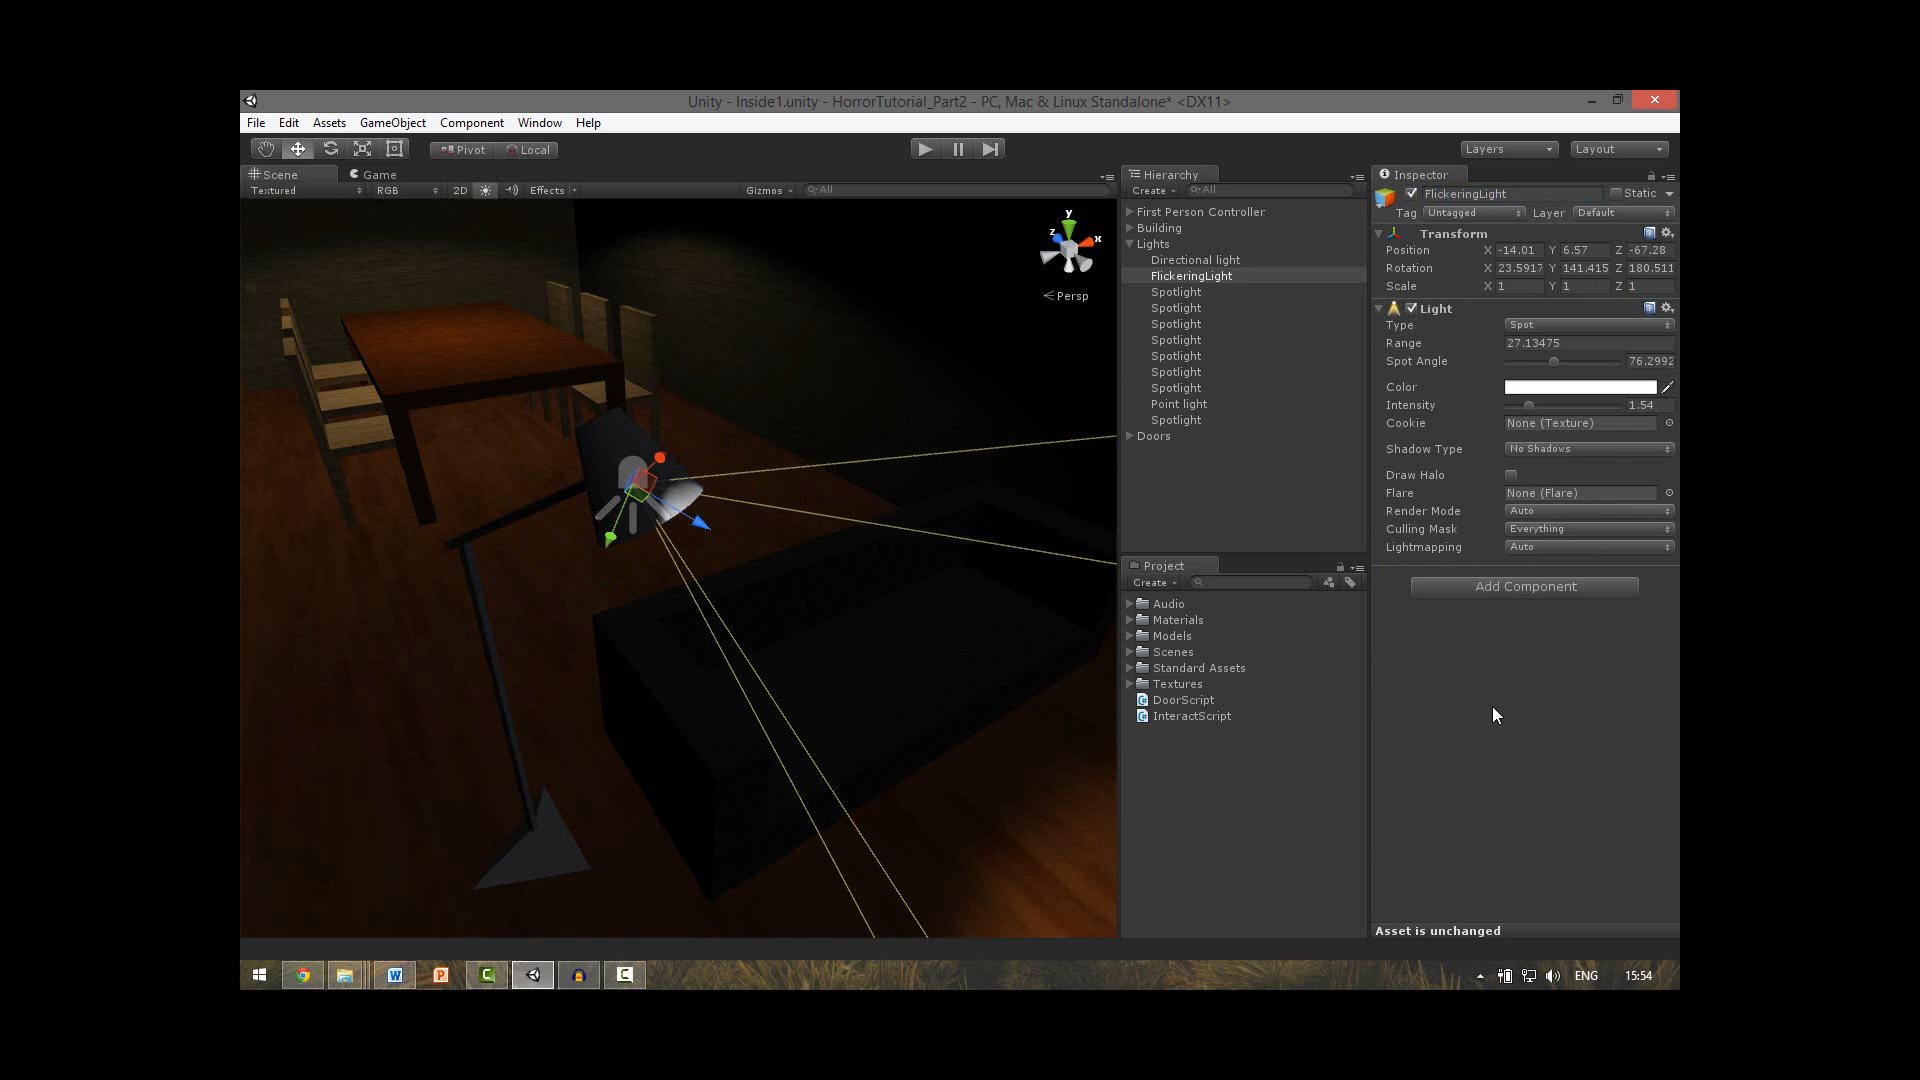 Unity - Inside1.unity - HorrorTutorial_Part2 - PC, Mac & Linux Standalone* <DX11>
File Edit Assets GameObject Component Window Help
Pivot Local Layers Layout
Scene Game
Textured RGB 2D Effects Gizmos All
y
z x
Persp
Hierarchy
Create All
First Person Controller
Building
Lights
Directional light
FlickeringLight
Spotlight
Spotlight
Spotlight
Spotlight
Spotlight
Spotlight
Spotlight
Point light
Spotlight
Doors
Project
Create
Audio
Materials
Models
Scenes
Standard Assets
Textures
DoorScript
InteractScript
Inspector
FlickeringLight Static
Tag Untagged Layer Default
Transform
Position X -14.01 Y 6.57 Z -67.28
Rotation X 23.5917 Y 141.415 Z 180.511
Scale X 1 Y 1 Z 1
Light
Type Spot
Range 27.13475
Spot Angle 76.2992
Color
Intensity 1.54
Cookie None (Texture)
Shadow Type No Shadows
Draw Halo
Flare None (Flare)
Render Mode Auto
Culling Mask Everything
Lightmapping Auto
Add Component
Asset is unchanged
ENG 15:54